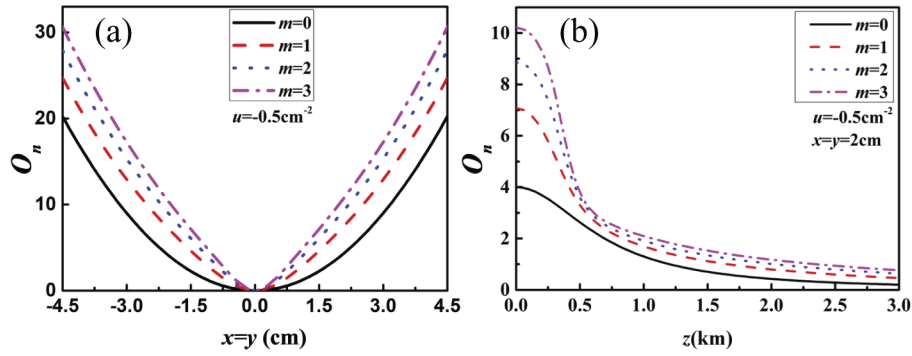 (a)
m=0
m=1
m=2
m=3
u=-0.5cm-2
On
30
20
10
0
-4.5 -3.0 -1.5 0.0 1.5 3.0 4.5
x=y (cm)
(b)
m=0
m=1
m=2
m=3
u=-0.5cm-2
x=y=2cm
On
10
8
6
4
2
0
0.0 0.5 1.0 1.5 2.0 2.5 3.0
z(km)